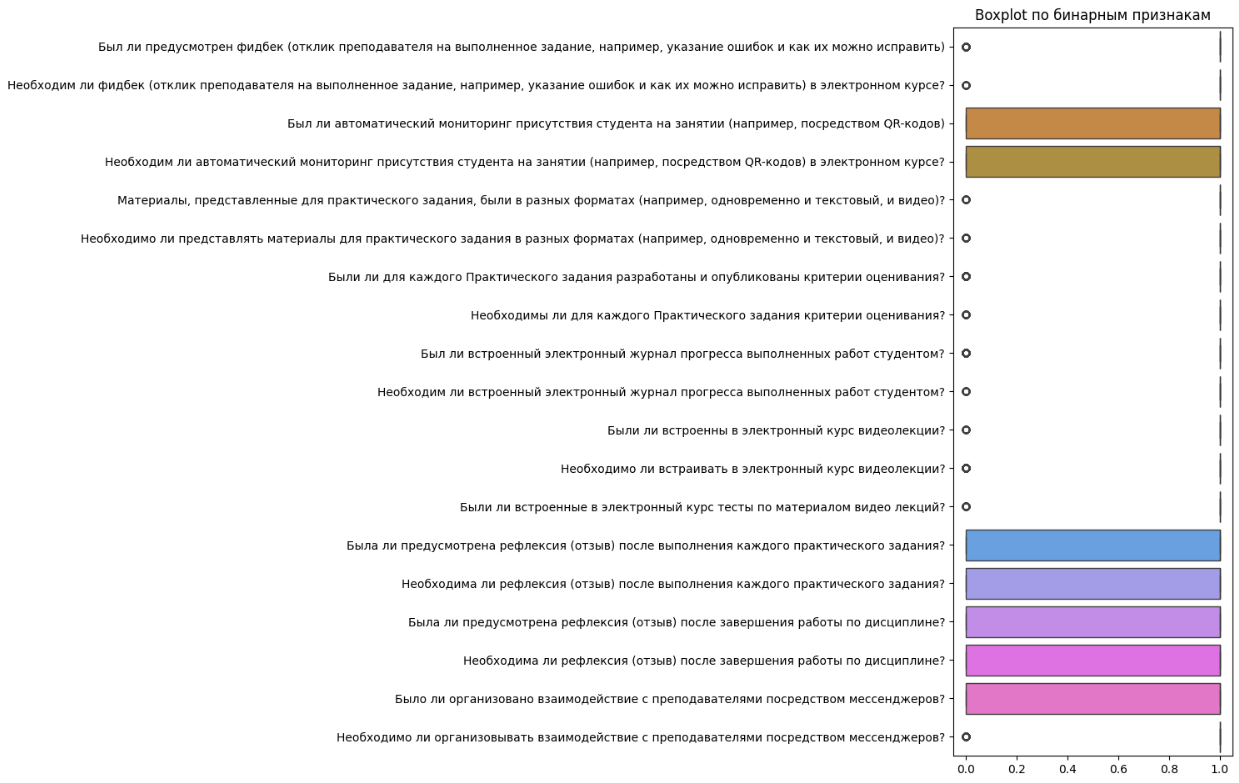 Boxplot по бинарным признакам
Был ли предусмотрен фидбек (отклик преподавателя на выполненное задание, например, указание ошибок и как их можно исправить)
Необходим ли фидбек (отклик преподавателя на выполненное задание, например, указание ошибок и как их можно исправить) в электронном курсе?
Был ли автоматический мониторинг присутствия студента на занятии (например, посредством QR-кодов)
Необходим ли автоматический мониторинг присутствия студента на занятии (например, посредством QR-кодов) в электронном курсе?
Материалы, представленные для практического задания, были в разных форматах (например, одновременно и текстовый, и видео)?
Необходимо ли представлять материалы для практического задания в разных форматах (например, одновременно и текстовый, и видео)?
Были ли для каждого Практического задания разработаны и опубликованы критерии оценивания?
Необходимы ли для каждого Практического задания критерии оценивания?
Был ли встроенный электронный журнал прогресса выполненных работ студентом?
Необходим ли встроенный электронный журнал прогресса выполненных работ студентом?
Были ли встроенны в электронный курс видеолекции?
Необходимо ли встраивать в электронный курс видеолекции?
Были ли встроенные в электронный курс тесты по материалом видео лекций?
Была ли предусмотрена рефлексия (отзыв) после выполнения каждого практического задания?
Необходима ли рефлексия (отзыв) после выполнения каждого практического задания?
Была ли предусмотрена рефлексия (отзыв) после завершения работы по дисциплине?
Необходима ли рефлексия (отзыв) после завершения работы по дисциплине?
Было ли организовано взаимодействие с преподавателями посредством мессенджеров?
Необходимо ли организовывать взаимодействие с преподавателями посредством мессенджеров?
0.0 0.2 0.4 0.6 0.8 1.0